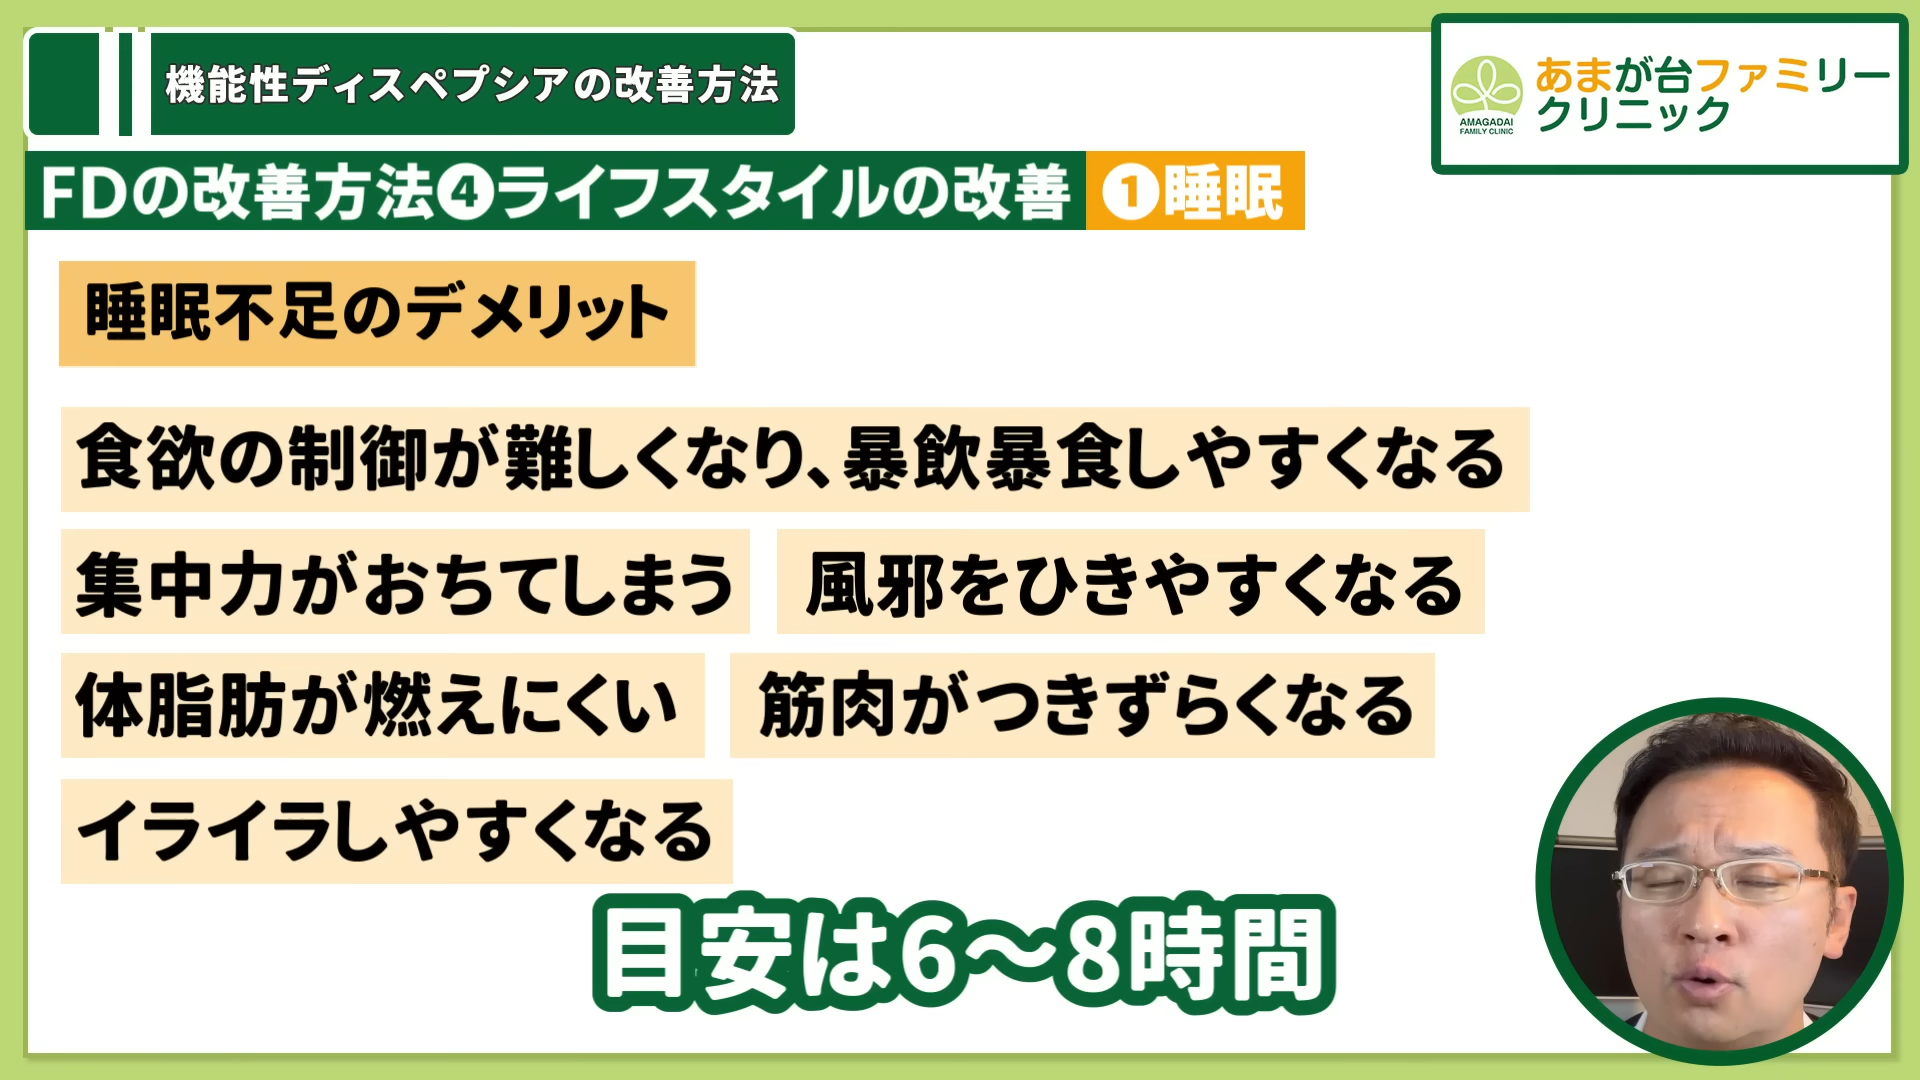 機能性ディスペプシアの改善方法
あまが台ファミリー
クリニック
AMAGADAI
FAMILY CLINIC
FDの改善方法❹ライフスタイルの改善 ❶睡眠
睡眠不足のデメリット
食欲の制御が難しくなり、暴飲暴食しやすくなる
集中力がおちてしまう 風邪をひきやすくなる
体脂肪が燃えにくい 筋肉がつきずらくなる
イライラしやすくなる
目安は6〜8時間